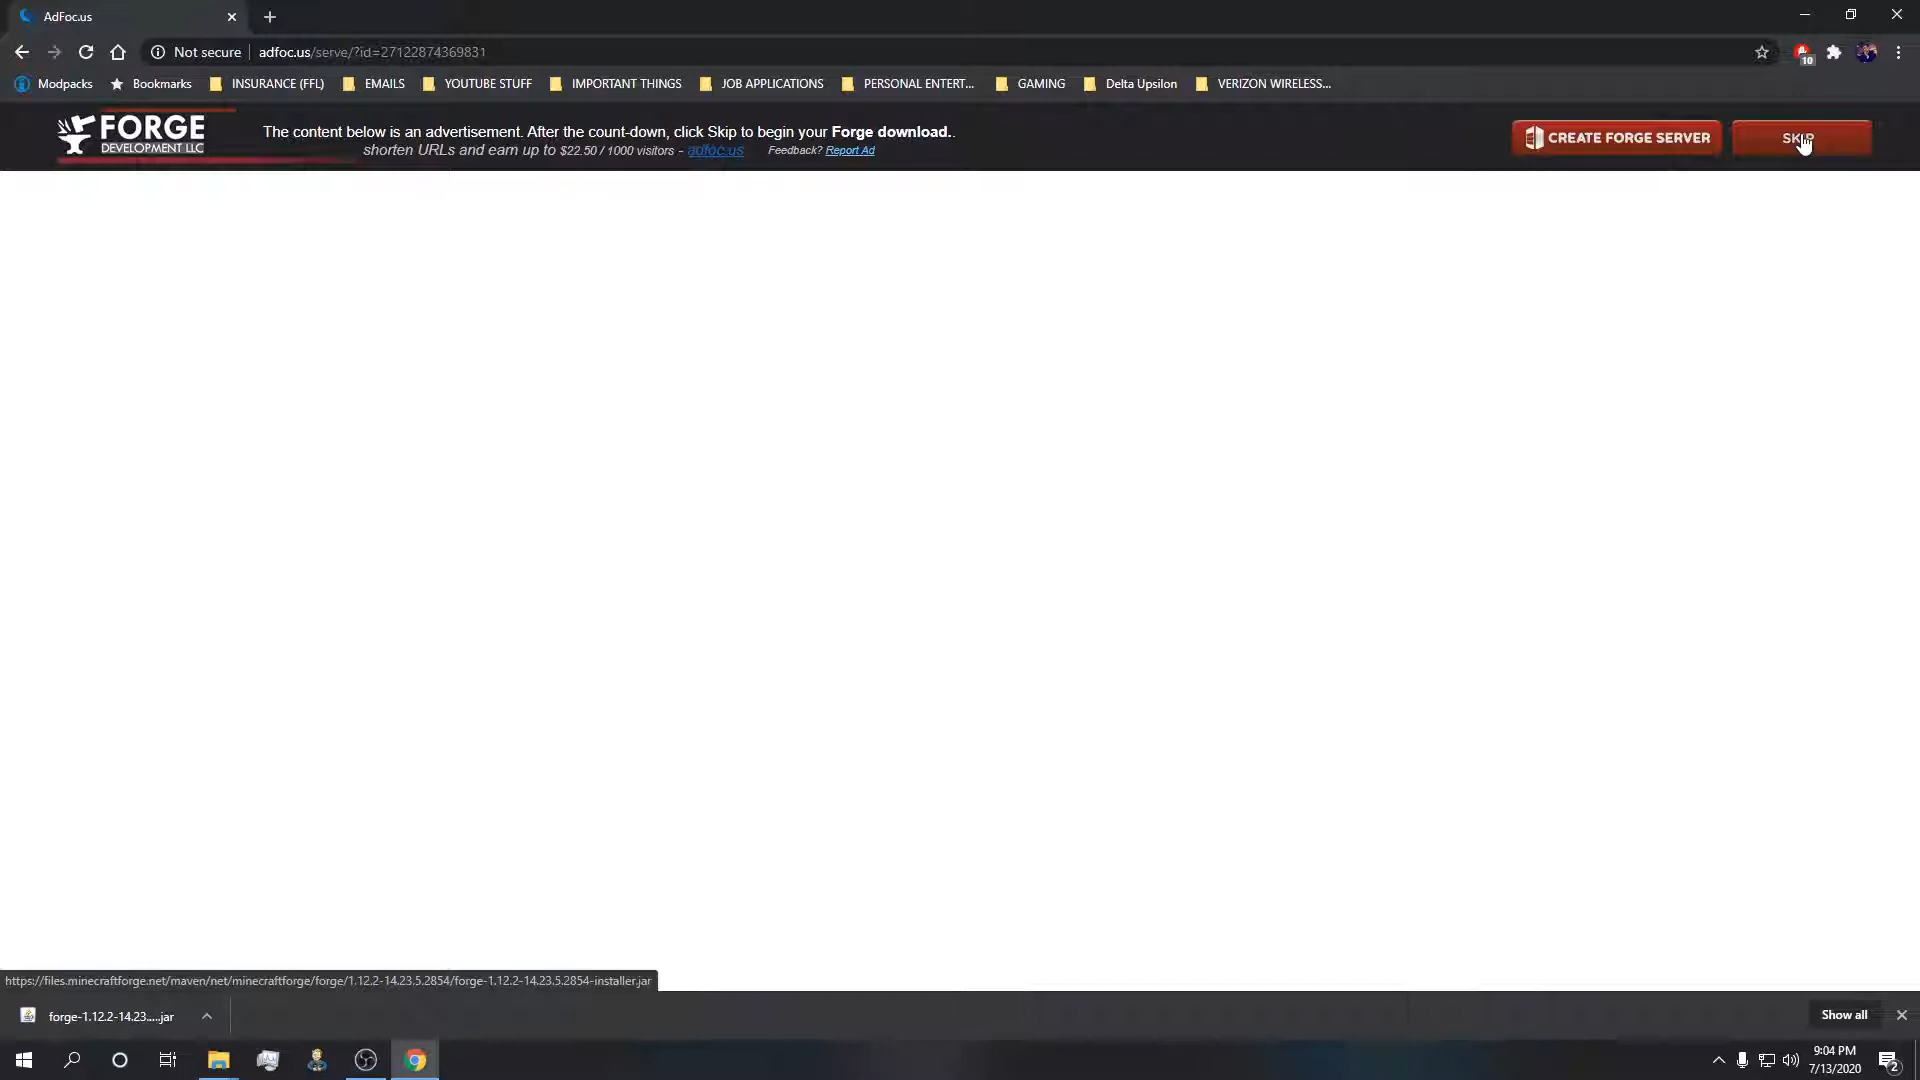 AdFoc.us
Not secure
adfoc.us/serve/?id=27122874369831
10
Modpacks
Bookmarks
INSURANCE (FFL)
EMAILS
YOUTUBE STUFF
IMPORTANT THINGS
JOB APPLICATIONS
PERSONAL ENTERT...
GAMING
Delta Upsilon
VERIZON WIRELESS...
FORGE
DEVELOPMENT LLC
The content below is an advertisement. After the count-down, click Skip to begin your Forge download..
shorten URLs and earn up to $22.50 / 1000 visitors - adfoc.us Feedback? Report Ad
CREATE FORGE SERVER
SKIP
https://files.minecraftforge.net/maven/net/minecraftforge/forge/1.12.2-14.23.5.2854/forge-1.12.2-14.23.5.2854-installer.jar
forge-1.12.2-14.23....jar
Show all
9:04 PM
7/13/2020
2